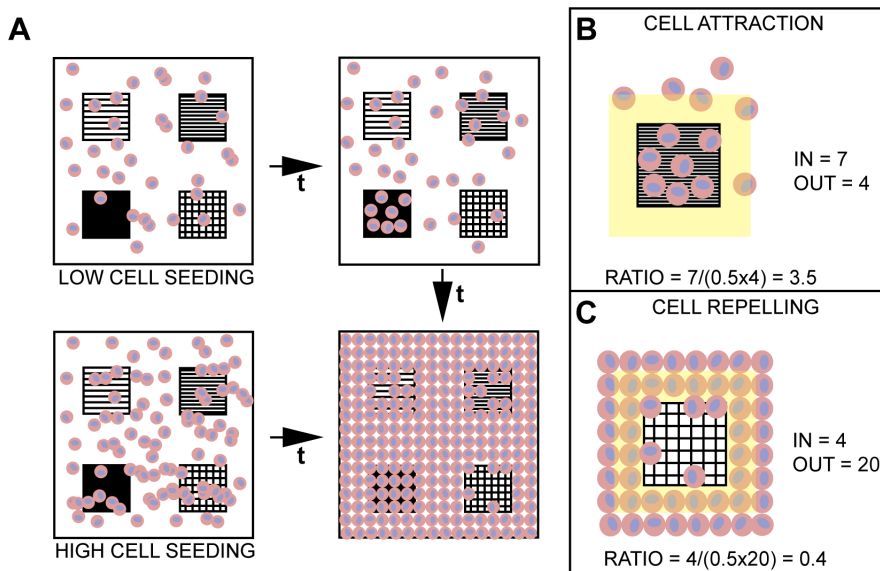 A
t
LOW CELL SEEDING
t
t
HIGH CELL SEEDING
B
CELL ATTRACTION
IN = 7
OUT = 4
RATIO = 7/(0.5x4) = 3.5
C
CELL REPELLING
IN = 4
OUT = 20
RATIO = 4/(0.5x20) = 0.4